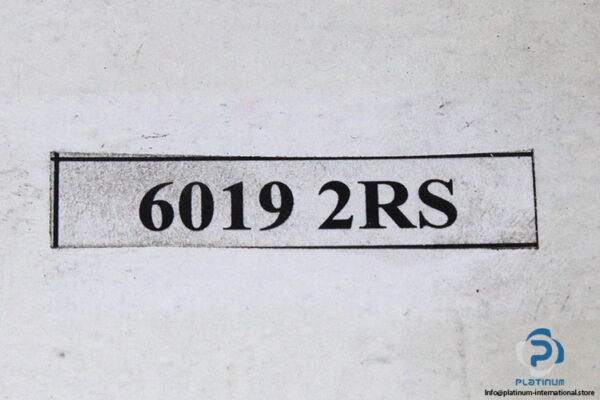 6019 2RS
PLATINUM
Info@platinum-international.store